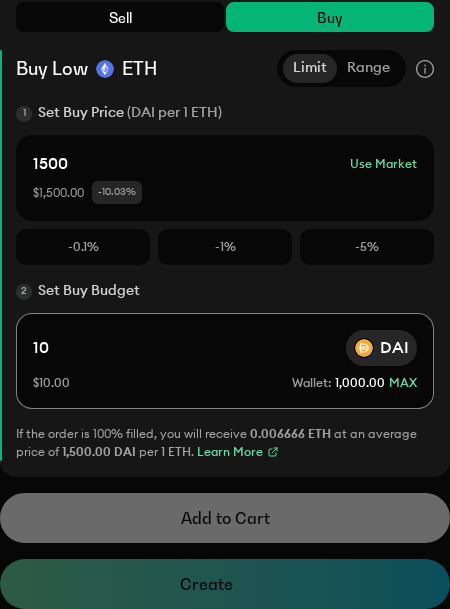 Sell Buy
Buy Low ETH Limit Range
1 Set Buy Price (DAI per 1 ETH)
1500 Use Market
$1,500.00 -10.03%
-0.1% -1% -5%
2 Set Buy Budget
10 DAI
$10.00 Wallet: 1,000.00 MAX
If the order is 100% filled, you will receive 0.006666 ETH at an average
price of 1,500.00 DAI per 1 ETH. Learn More
Add to Cart
Create